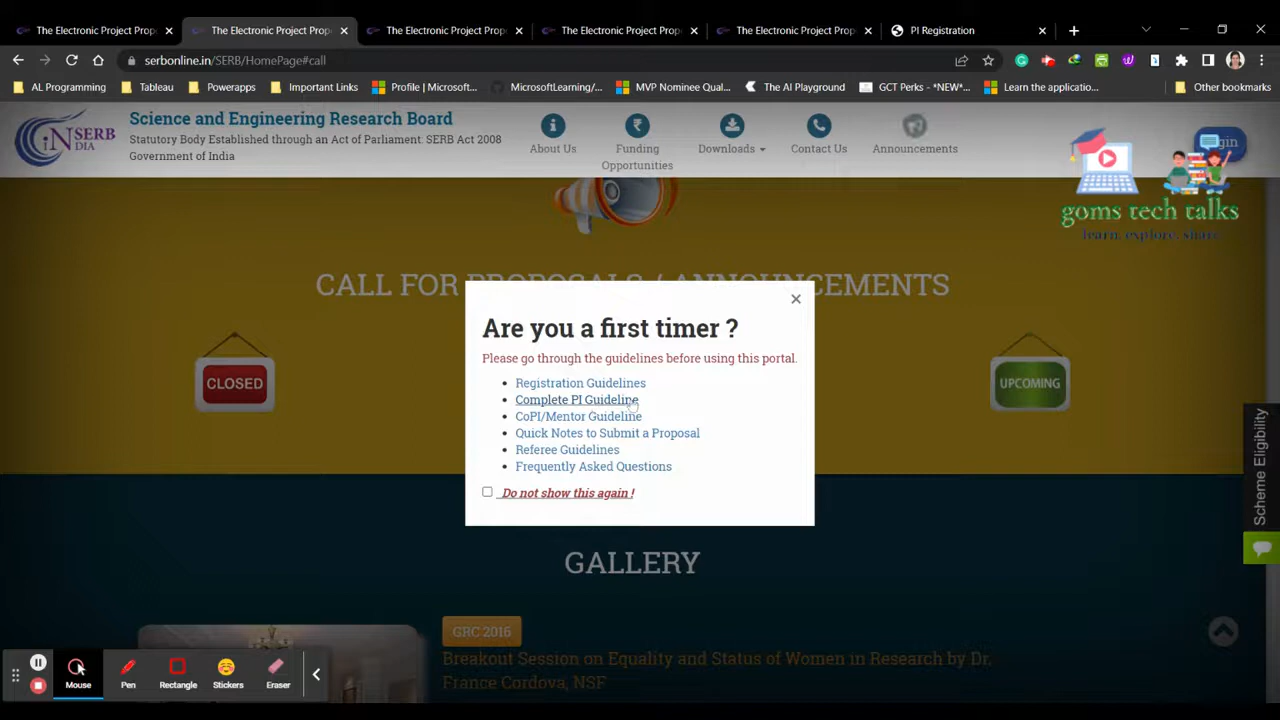 The Electronic Project Prop
The Electronic Project Prop
The Electronic Project Prop
The Electronic Project Prop
The Electronic Project Prop
PI Registration
serbonline.in/SERB/HomePage#call
AL Programming
Tableau
Powerapps
Important Links
Profile | Microsoft...
MicrosoftLearning/...
MVP Nominee Qual...
The AI Playground
GCT Perks - *NEW*...
Learn the applicatio...
Other bookmarks
SERB
INDIA
Science and Engineering Research Board
Statutory Body Established through an Act of Parliament. SERB Act 2008
Government of India
About Us
Funding
Opportunities
Downloads
Contact Us
Announcements
goms tech talks
learn. explore. share
CALL FOR PROPOSALS / ANNOUNCEMENTS
CLOSED
UPCOMING
Are you a first timer ?
Please go through the guidelines before using this portal.
Registration Guidelines
Complete PI Guideline
CoPI/Mentor Guideline
Quick Notes to Submit a Proposal
Referee Guidelines
Frequently Asked Questions
Do not show this again !
Scheme Eligibility
GALLERY
GRC 2016
Breakout Session on Equality and Status of Women in Research by Dr.
France Cordova, NSF
Mouse
Pen
Rectangle
Stickers
Eraser